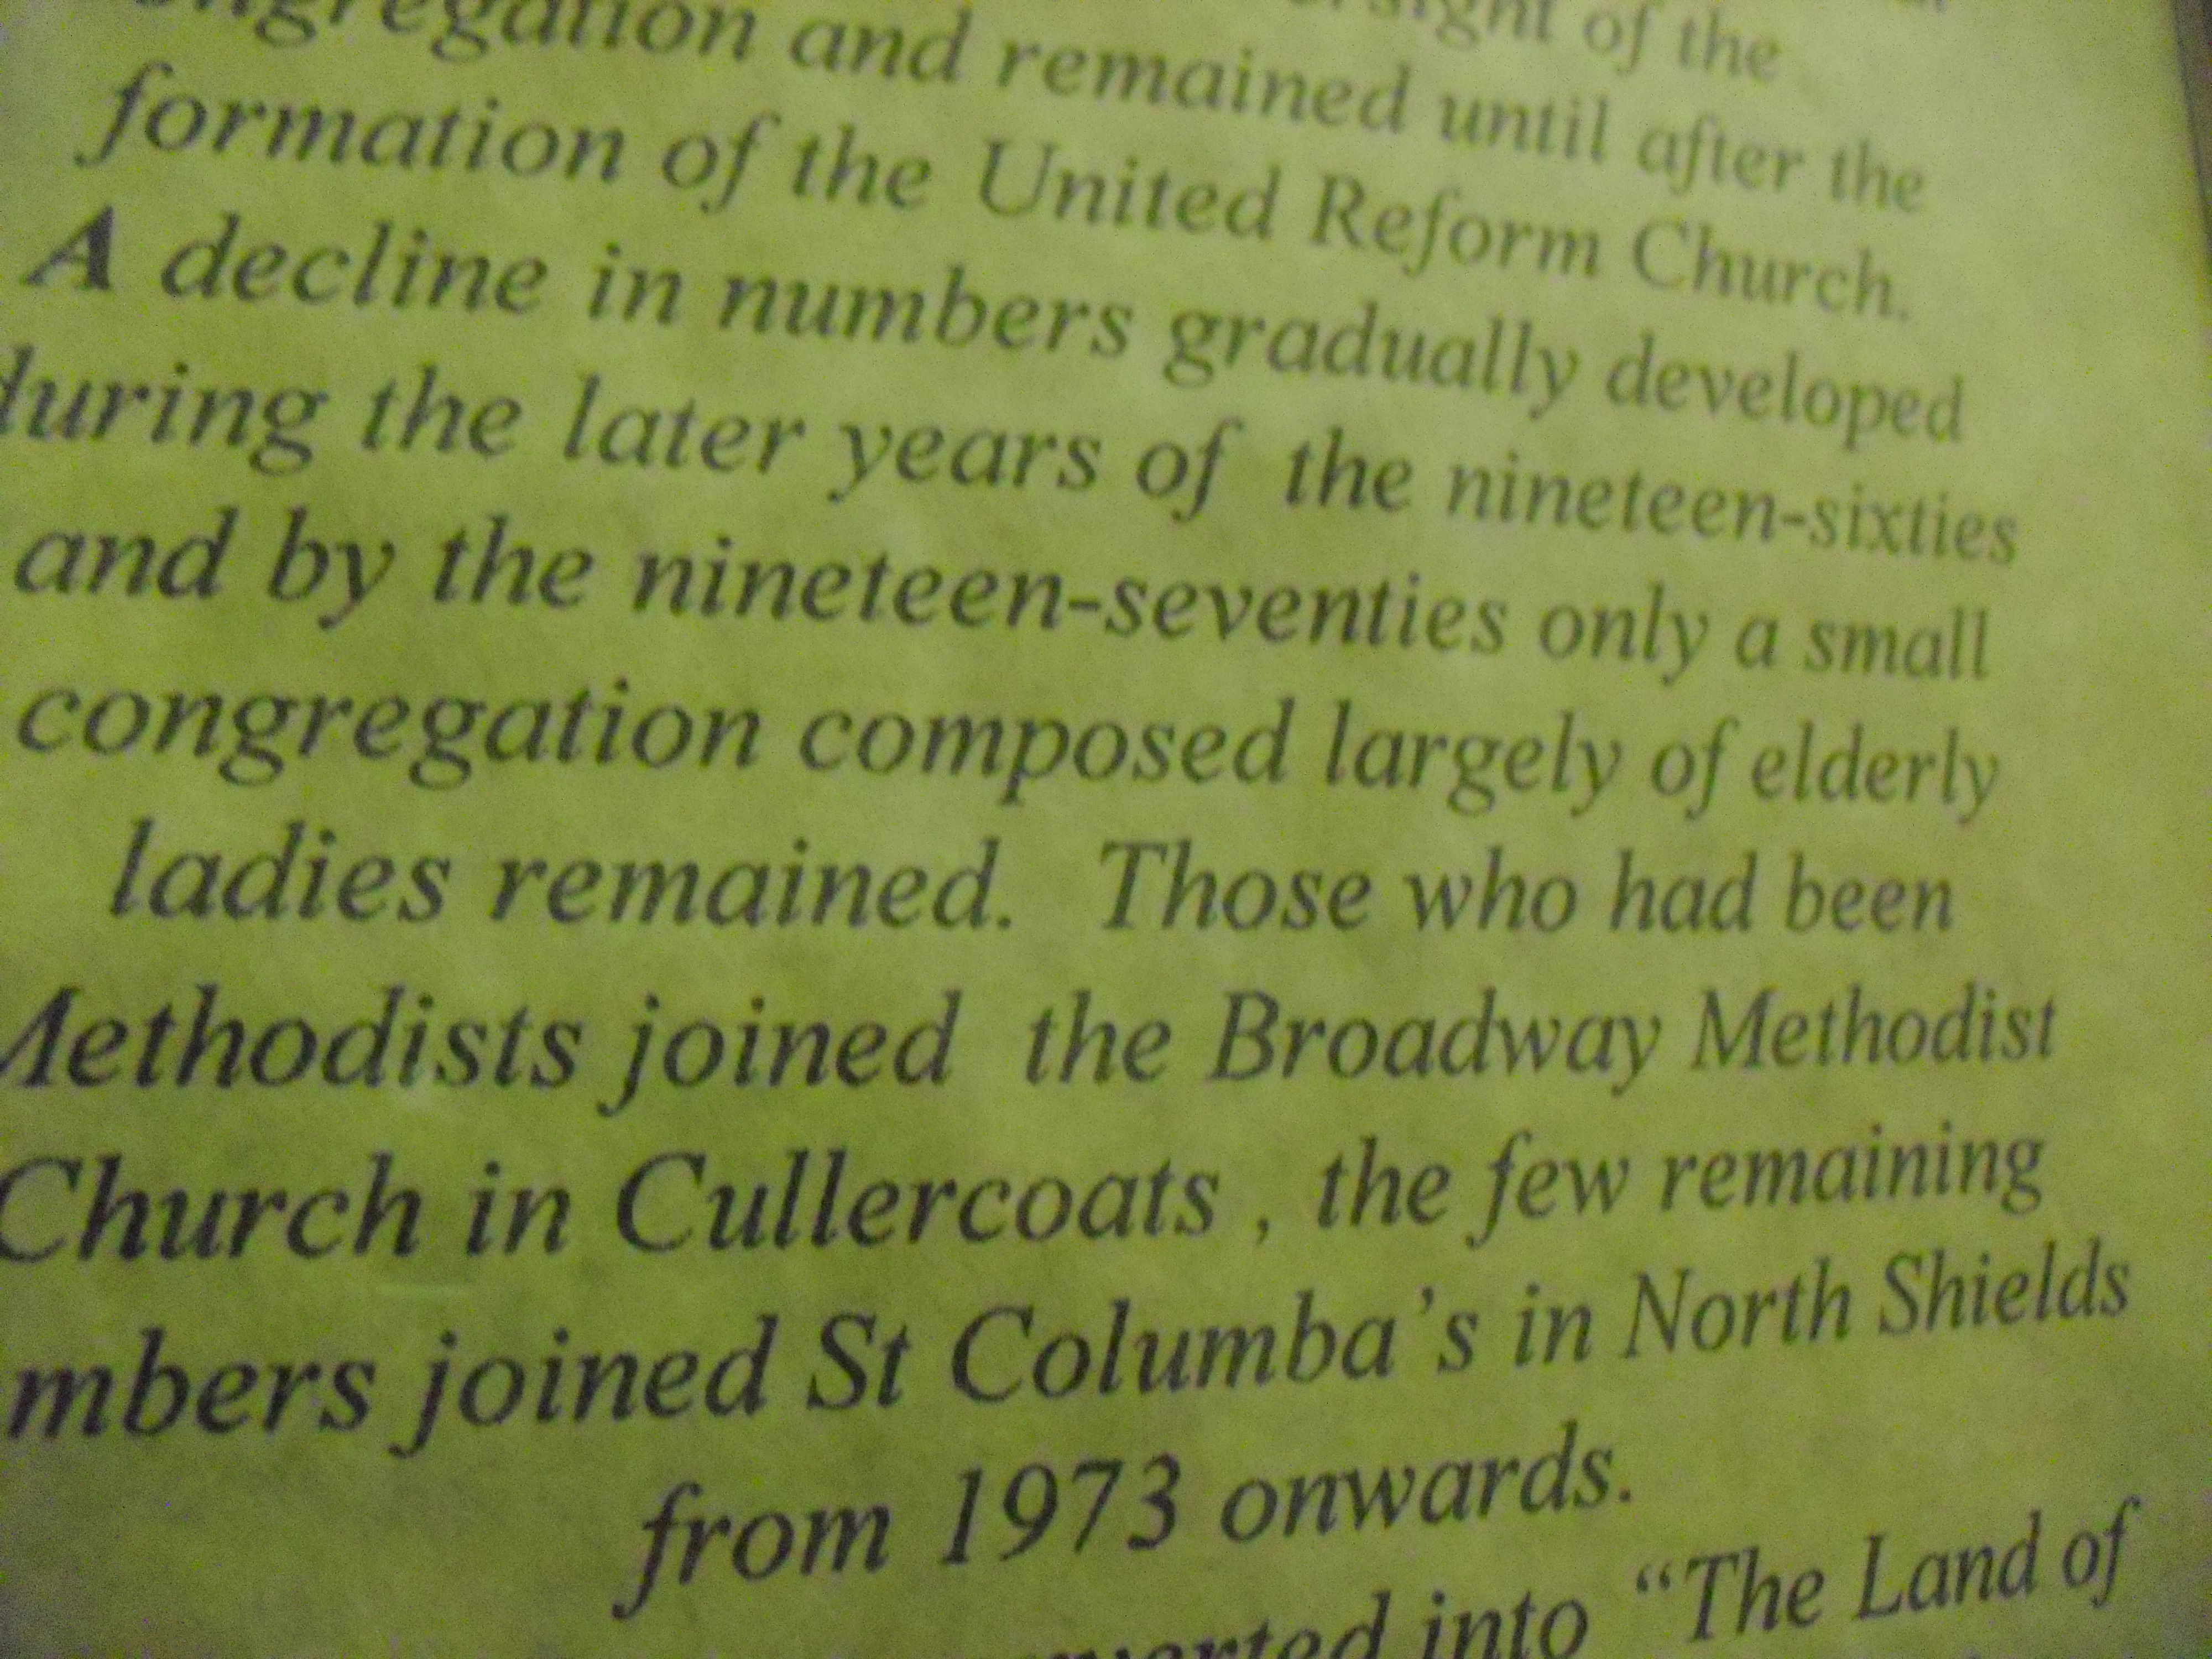 of the
and remained until after the
formation of the United Reform Church.
A decline in numbers gradually developed
during the later years of the nineteen-sixties
and by the nineteen-seventies only a small
congregation composed largely of elderly
ladies remained. Those who had been
Methodists joined the Broadway Methodist
Church in Cullercoats , the few remaining
mbers joined St Columba's in North Shields
from 1973 onwards.
into "The Land of